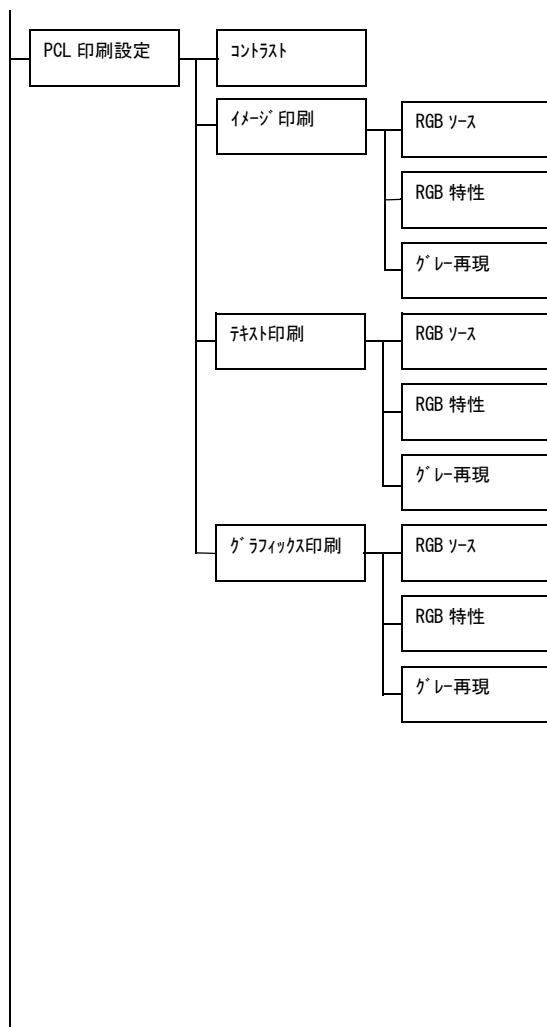 PCL 印刷設定
ｺﾝﾄﾗｽﾄ
ｲﾒｰｼﾞ 印刷
RGB ｿｰｽ
RGB 特性
ｸﾞﾚｰ再現
ﾃｷｽﾄ印刷
RGB ｿｰｽ
RGB 特性
ｸﾞﾚｰ再現
ｸﾞﾗﾌｨｯｸｽ印刷
RGB ｿｰｽ
RGB 特性
ｸﾞﾚｰ再現